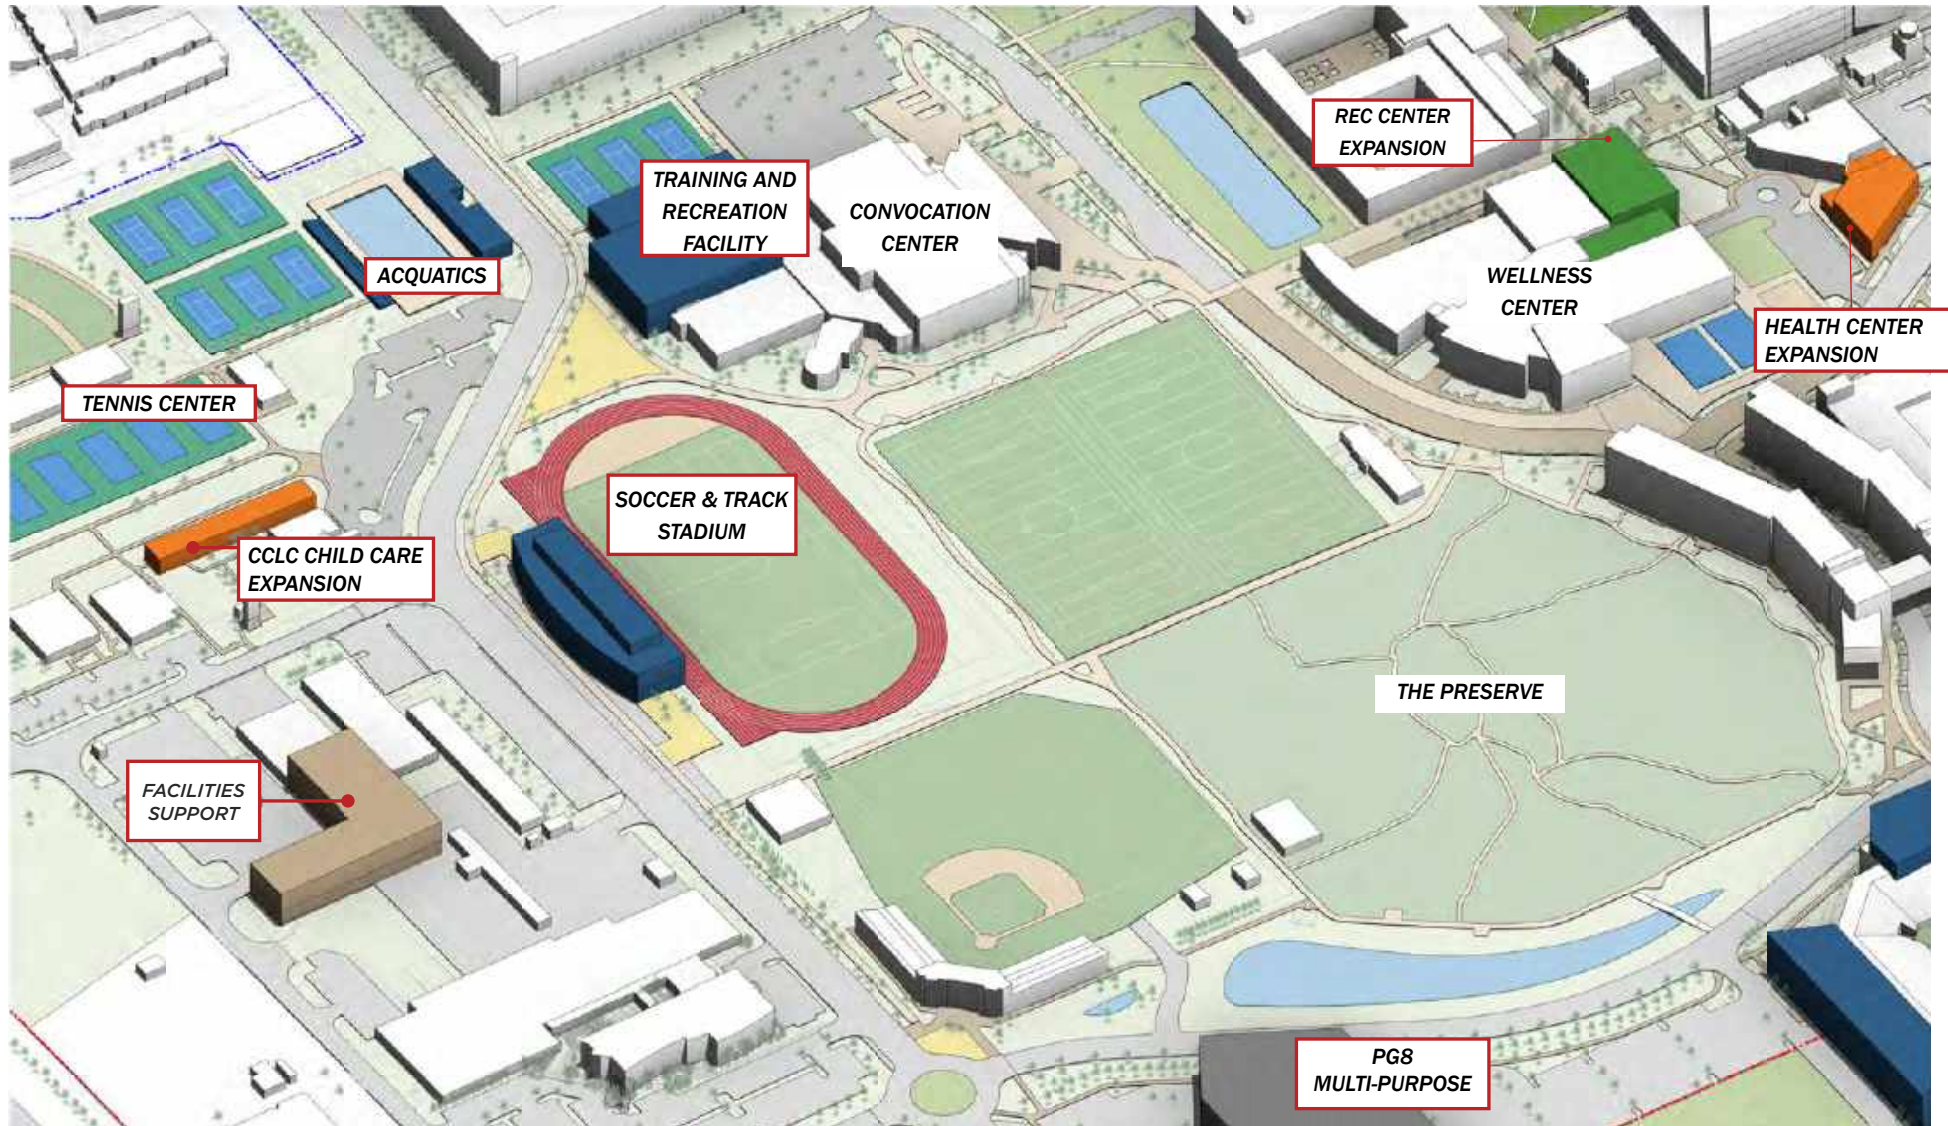 REC CENTER
EXPANSION
TRAINING AND
RECREATION
FACILITY
CONVOCATION
CENTER
ACQUATICS
WELLNESS
CENTER
HEALTH CENTER
EXPANSION
TENNIS CENTER
SOCCER & TRACK
STADIUM
CCLC CHILD CARE
EXPANSION
THE PRESERVE
FACILITIES
SUPPORT
PG8
MULTI-PURPOSE